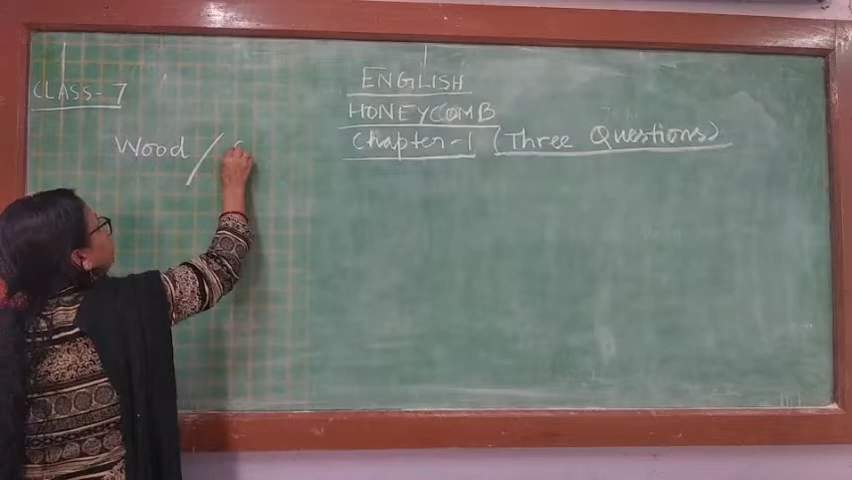 CLASS-7
ENGLISH
HONEYCOMB
Chapter-1 (Three Questions)
Wood /